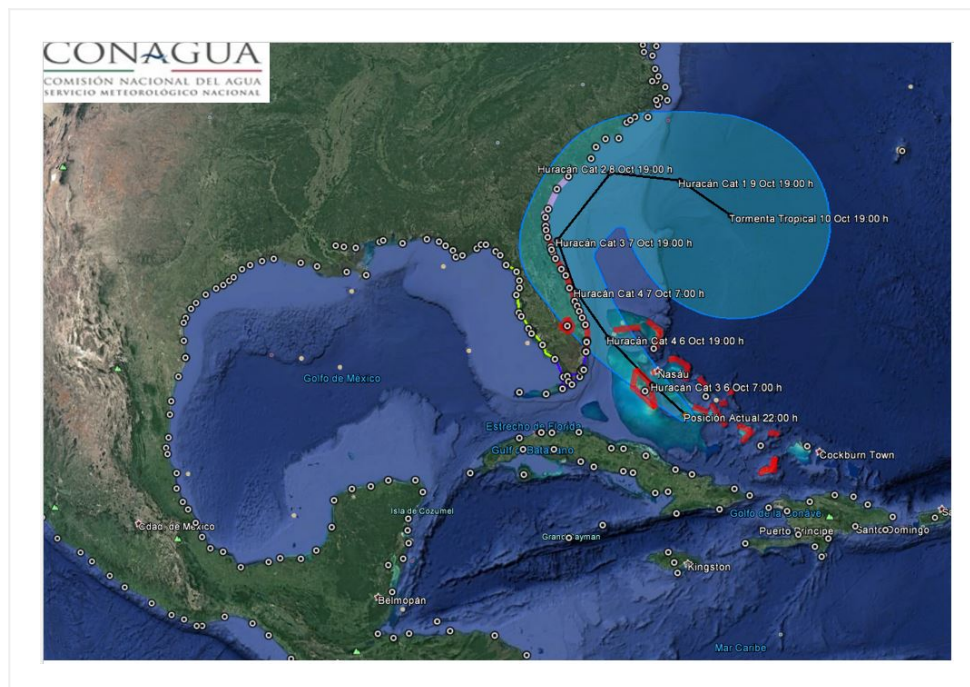 CONAGUA
COMISIÓN NACIONAL DEL AGUA
SERVICIO METEOROLÓGICO NACIONAL
Huracán Cat 2 8 Oct 19:00 h
Huracán Cat 1 9 Oct 19:00 h
Tormenta Tropical 10 Oct 19:00 h
Huracán Cat 3 7 Oct 19:00 h
Huracán Cat 4 7 Oct 7:00 h
Huracán Cat 4 6 Oct 19:00 h
Golfo de México
Nasáu
Huracán Cat 3 6 Oct 7:00 h
Posición Actual 22:00 h
Estrecho de Florida
Cockburn Town
Isla de Cozumel
Golfo de la Gonâve
Cdad. de México
Puerto Príncipe
Santo Domingo
Kingston
Belmopán
Mar Caribe